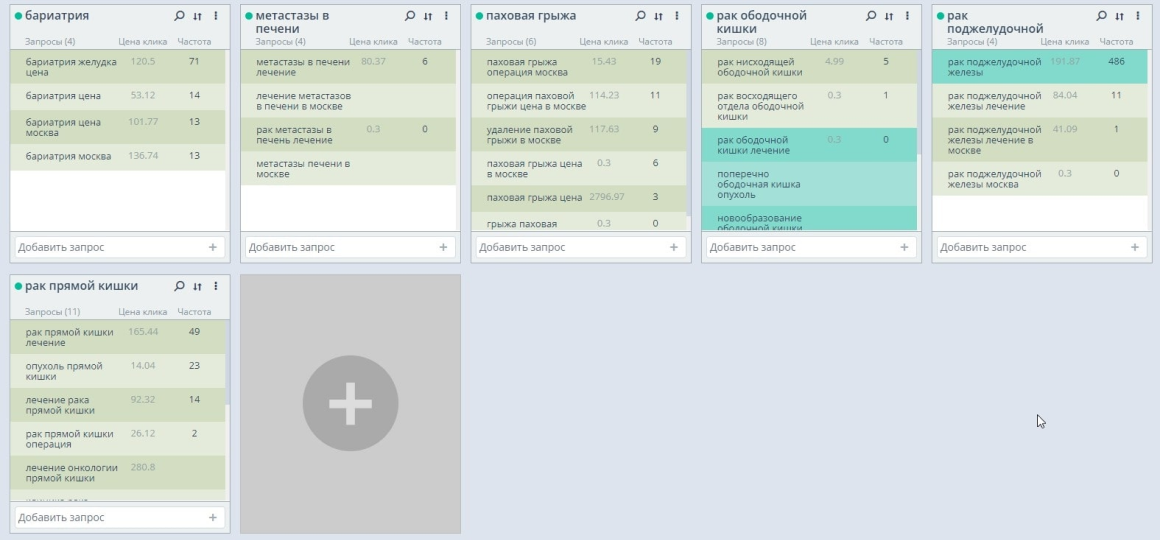 бариатрия
Запросы (4) Цена клика Частота
бариатрия желудка 120.5 71
цена
бариатрия цена 53.12 14
бариатрия цена 101.77 13
москва
бариатрия москва 136.74 13
Добавить запрос
метастазы в
печени
Запросы (4) Цена клика Частота
метастазы в печени 80.37 6
лечение
лечение метастазов
в печени в москве
рак метастазы в 0.3 0
печень лечение
метастазы печени в
москве
Добавить запрос
паховая грыжа
Запросы (6) Цена клика Частота
паховая грыжа 15.43 19
операция москва
операция паховой 114.23 11
грыжи цена в москве
удаление паховой 117.63 9
грыжи в москве
паховая грыжа цена 0.3 6
в москве
паховая грыжа цена 2796.97 3
грыжа паховая 0.3 0
Добавить запрос
рак ободочной
кишки
Запросы (8) Цена клика Частота
рак нисходящей 4.99 5
ободочной кишки
рак восходящего 0.3 1
отдела ободочной
кишки
рак ободочной 0.3 0
кишки лечение
поперечно
ободочная кишка
опухоль
новообразование
ободочной кишки
Добавить запрос
рак
поджелудочной
Запросы (4) Цена клика Частота
рак поджелудочной 191.87 486
железы
рак поджелудочной 84.04 11
железы лечение
рак поджелудочной 41.09 1
железы лечение в
москве
рак поджелудочной 0.3 0
железы москва
Добавить запрос
рак прямой кишки
Запросы (11) Цена клика Частота
рак прямой кишки 165.44 49
лечение
опухоль прямой 14.04 23
кишки
лечение рака 92.32 14
прямой кишки
рак прямой кишки 26.12 2
операция
лечение онкологии 280.8
прямой кишки
Добавить запрос